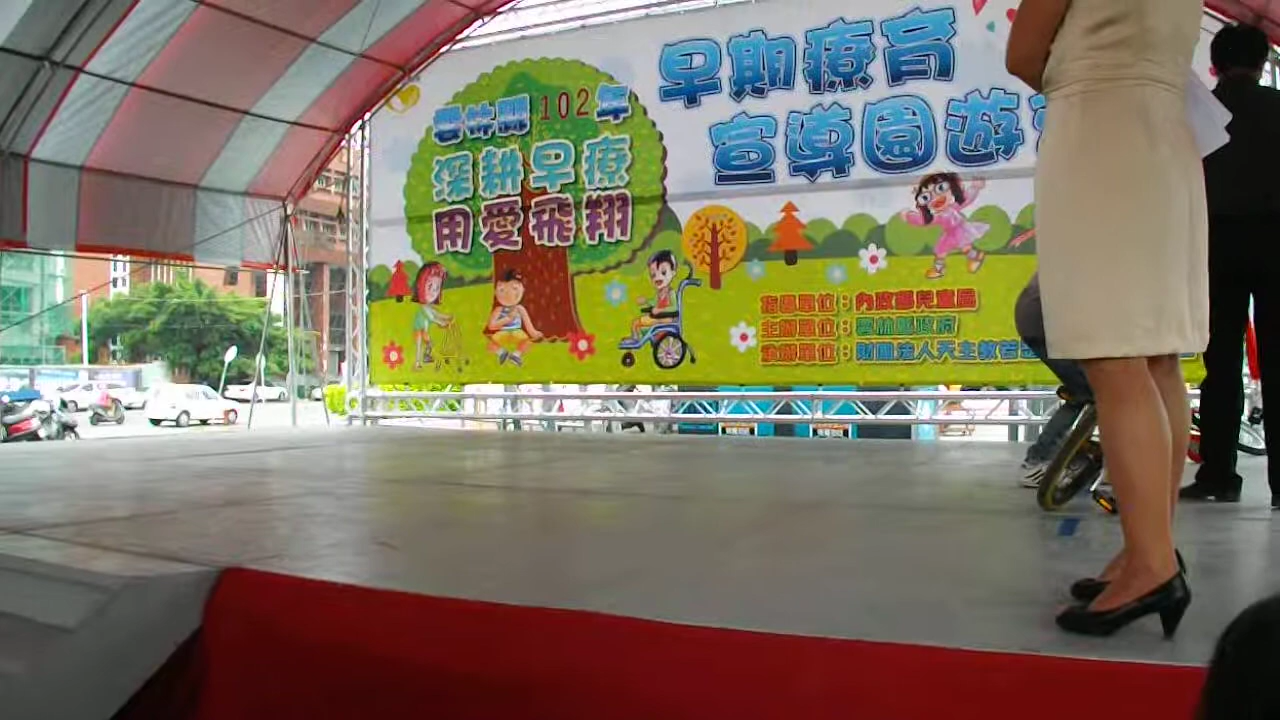 雲林縣102年
深耕早療
用愛飛翔
早期療育
宣導園遊
指導單位：內政部兒童局
主辦單位：雲林縣政府
承辦單位：財團法人天主教若